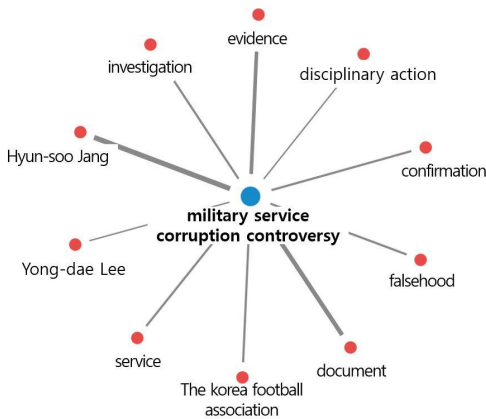 evidence
investigation
disciplinary action
Hyun-soo Jang
confirmation
military service
corruption controversy
Yong-dae Lee
falsehood
service
document
The korea football
association